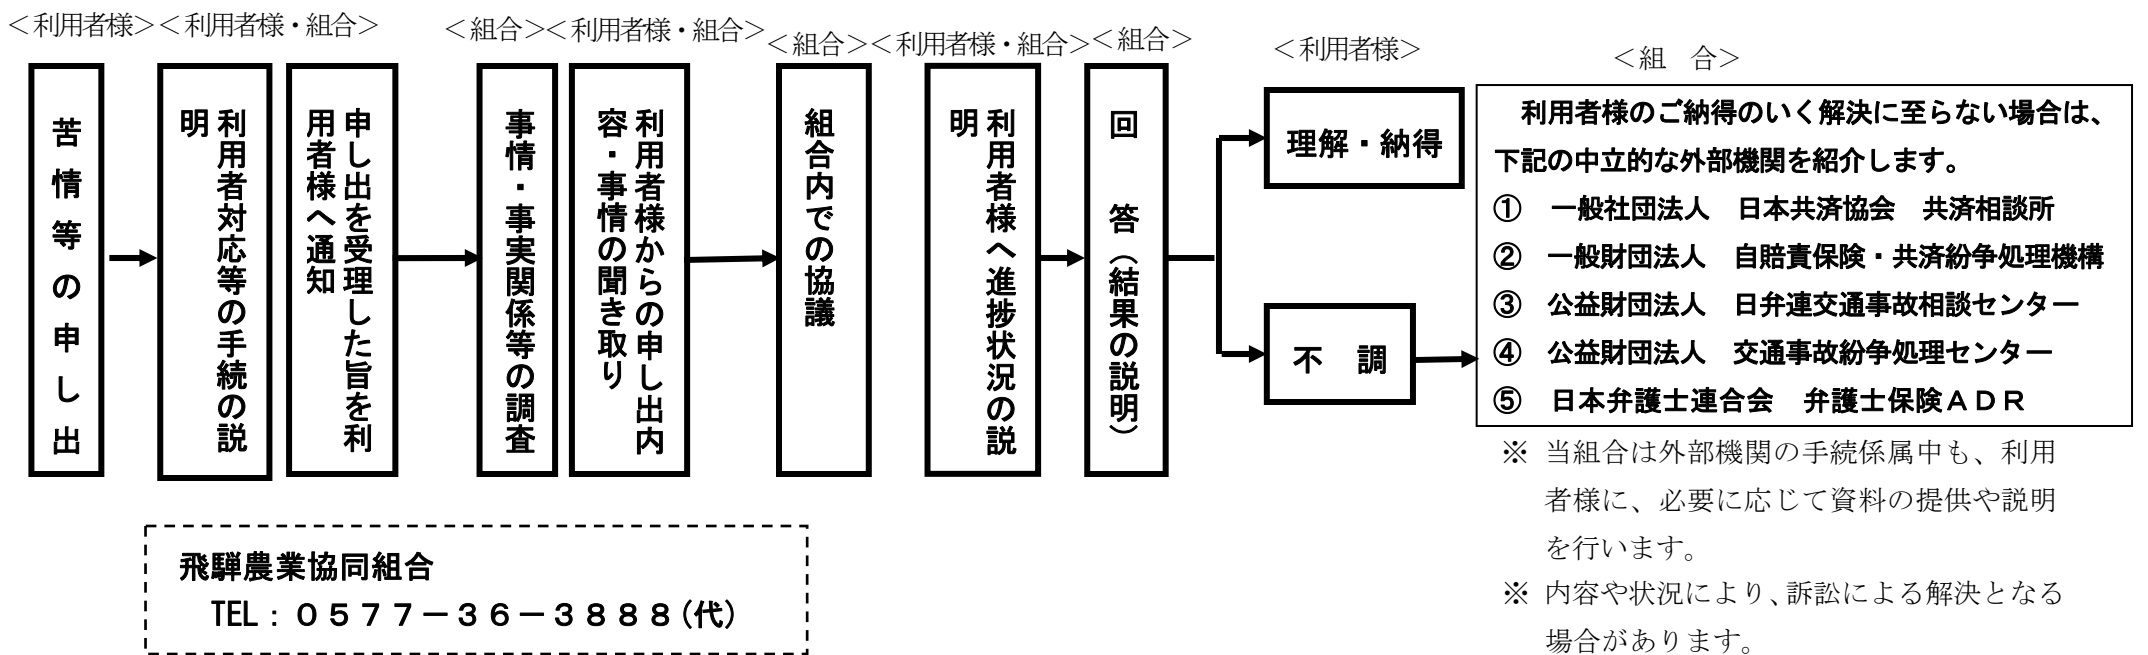 ＜利用者様＞
＜利用者様・組合＞
＜組合＞
＜利用者様・組合＞
＜組合＞
＜利用者様・組合＞
＜組合＞
＜利用者様＞
＜組　合＞
苦情等の申し出
利用者対応等の手続の説
明
申し出を受理した旨を利
用者様へ通知
事情・事実関係等の調査
利用者様からの申し出内
容・事情の聞き取り
組合内での協議
利用者様へ進捗状況の説
明
回　答（結果の説明）
理解・納得
不　調
利用者様のご納得のいく解決に至らない場合は、
下記の中立的な外部機関を紹介します。
①　一般社団法人　日本共済協会　共済相談所
②　一般財団法人　自賠責保険・共済紛争処理機構
③　公益財団法人　日弁連交通事故相談センター
④　公益財団法人　交通事故紛争処理センター
⑤　日本弁護士連合会　弁護士保険ＡＤＲ
※ 当組合は外部機関の手続係属中も、利用
者様に、必要に応じて資料の提供や説明
を行います。
※ 内容や状況により、訴訟による解決となる
場合があります。
飛騨農業協同組合
TEL：０５７７－３６－３８８８(代)